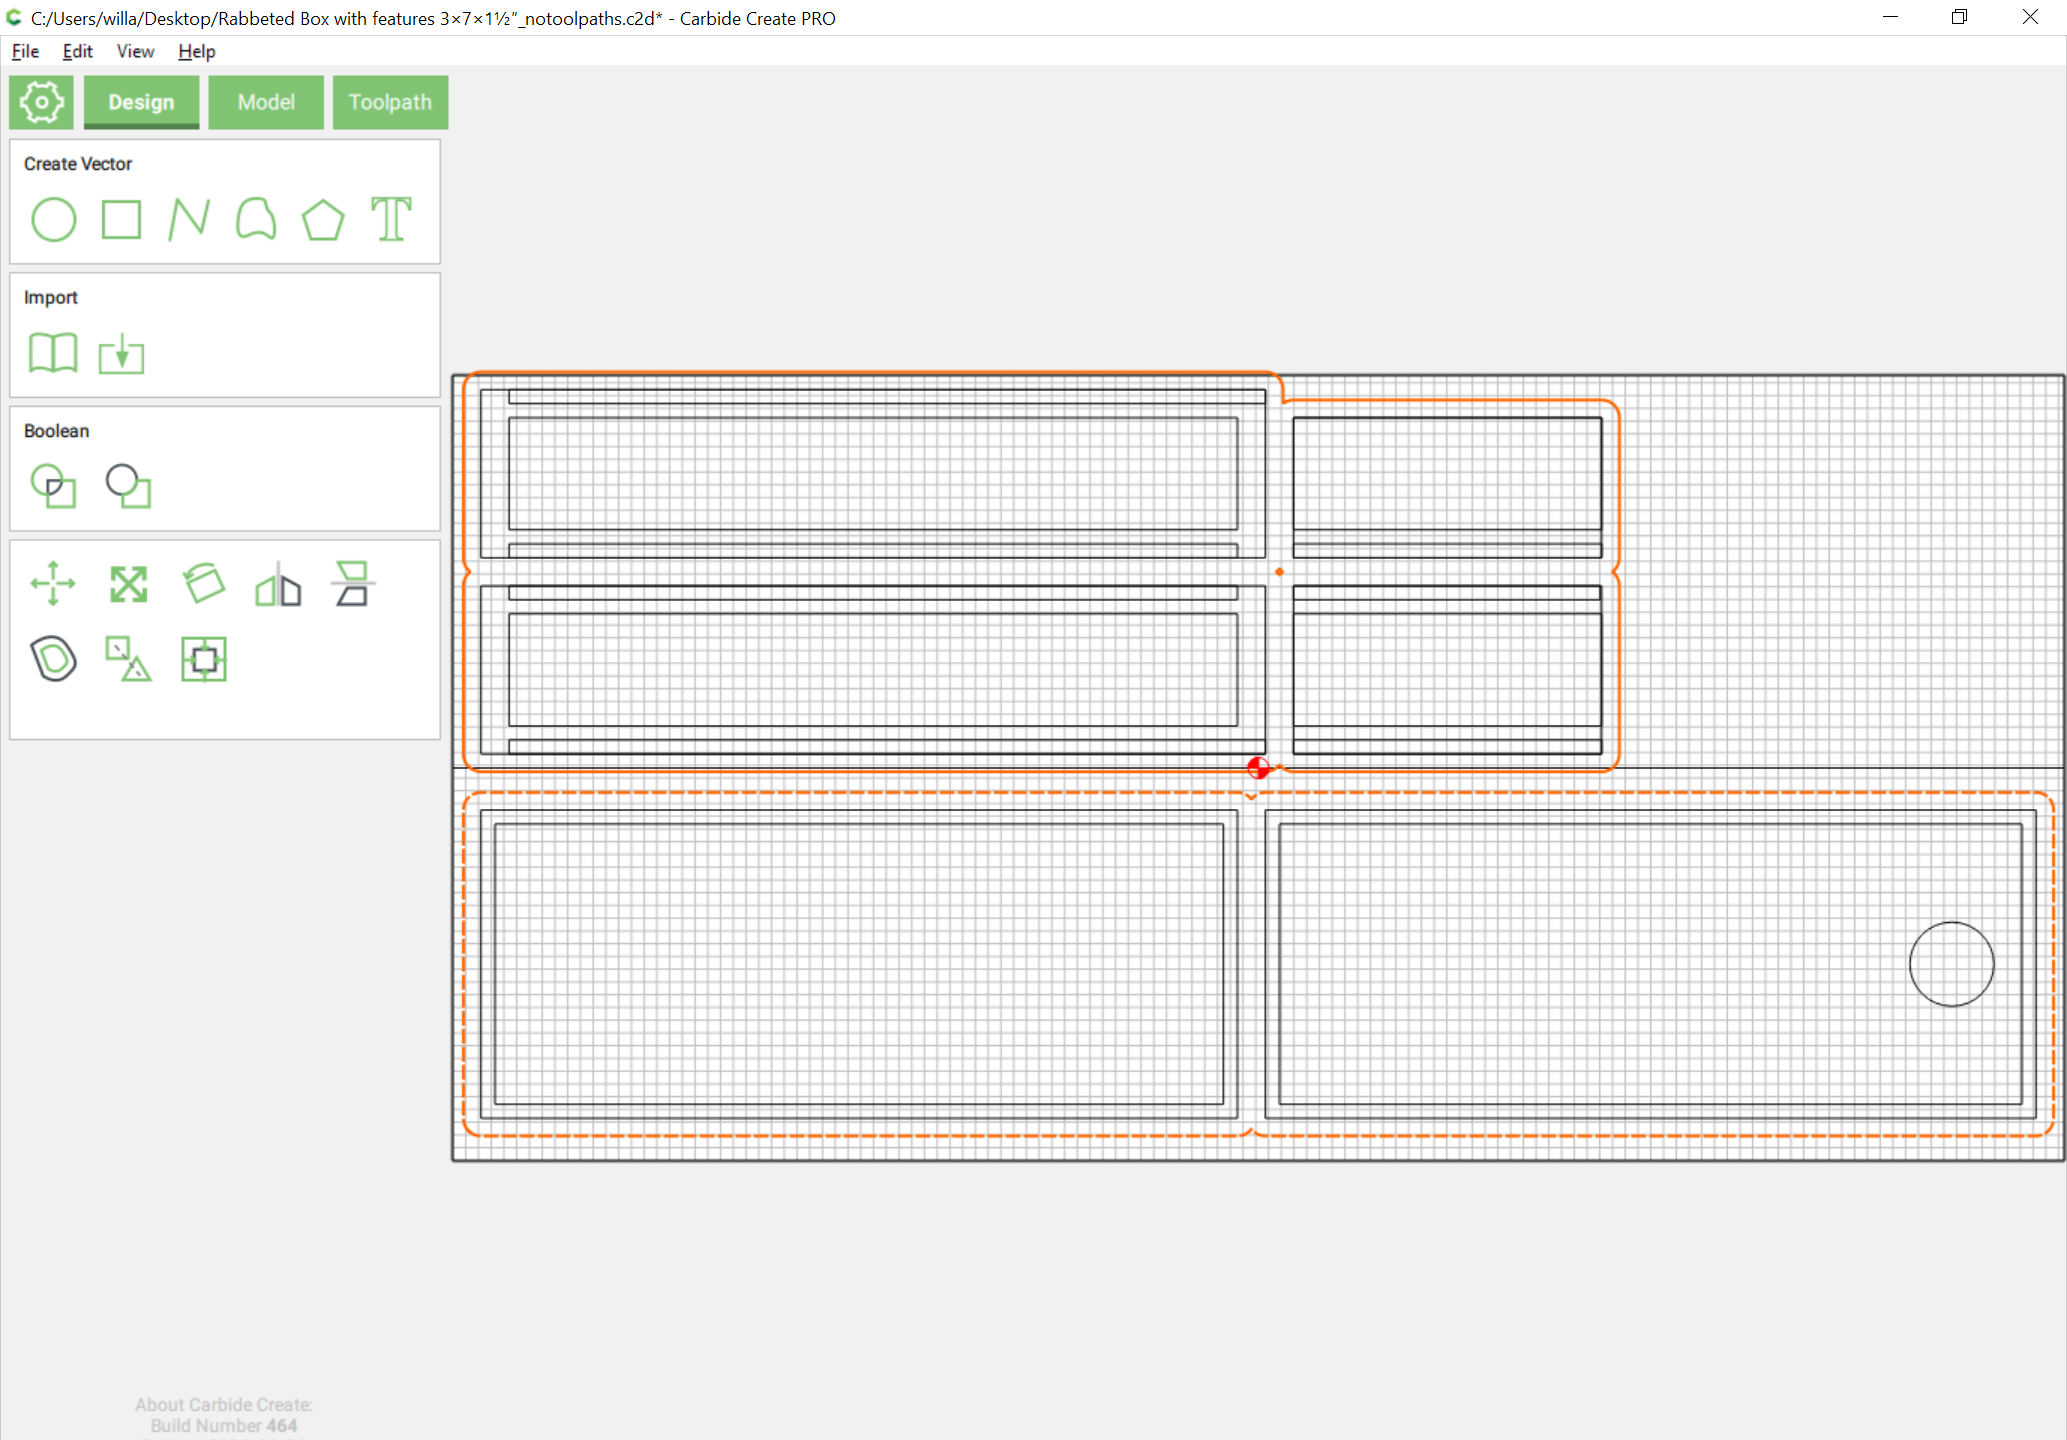 C:/Users/willa/Desktop/Rabbeted Box with features 3×7×1½”_notoolpaths.c2d* - Carbide Create PRO
File Edit View Help
Design Model Toolpath
Create Vector
Import
Boolean
About Carbide Create:
Build Number 464